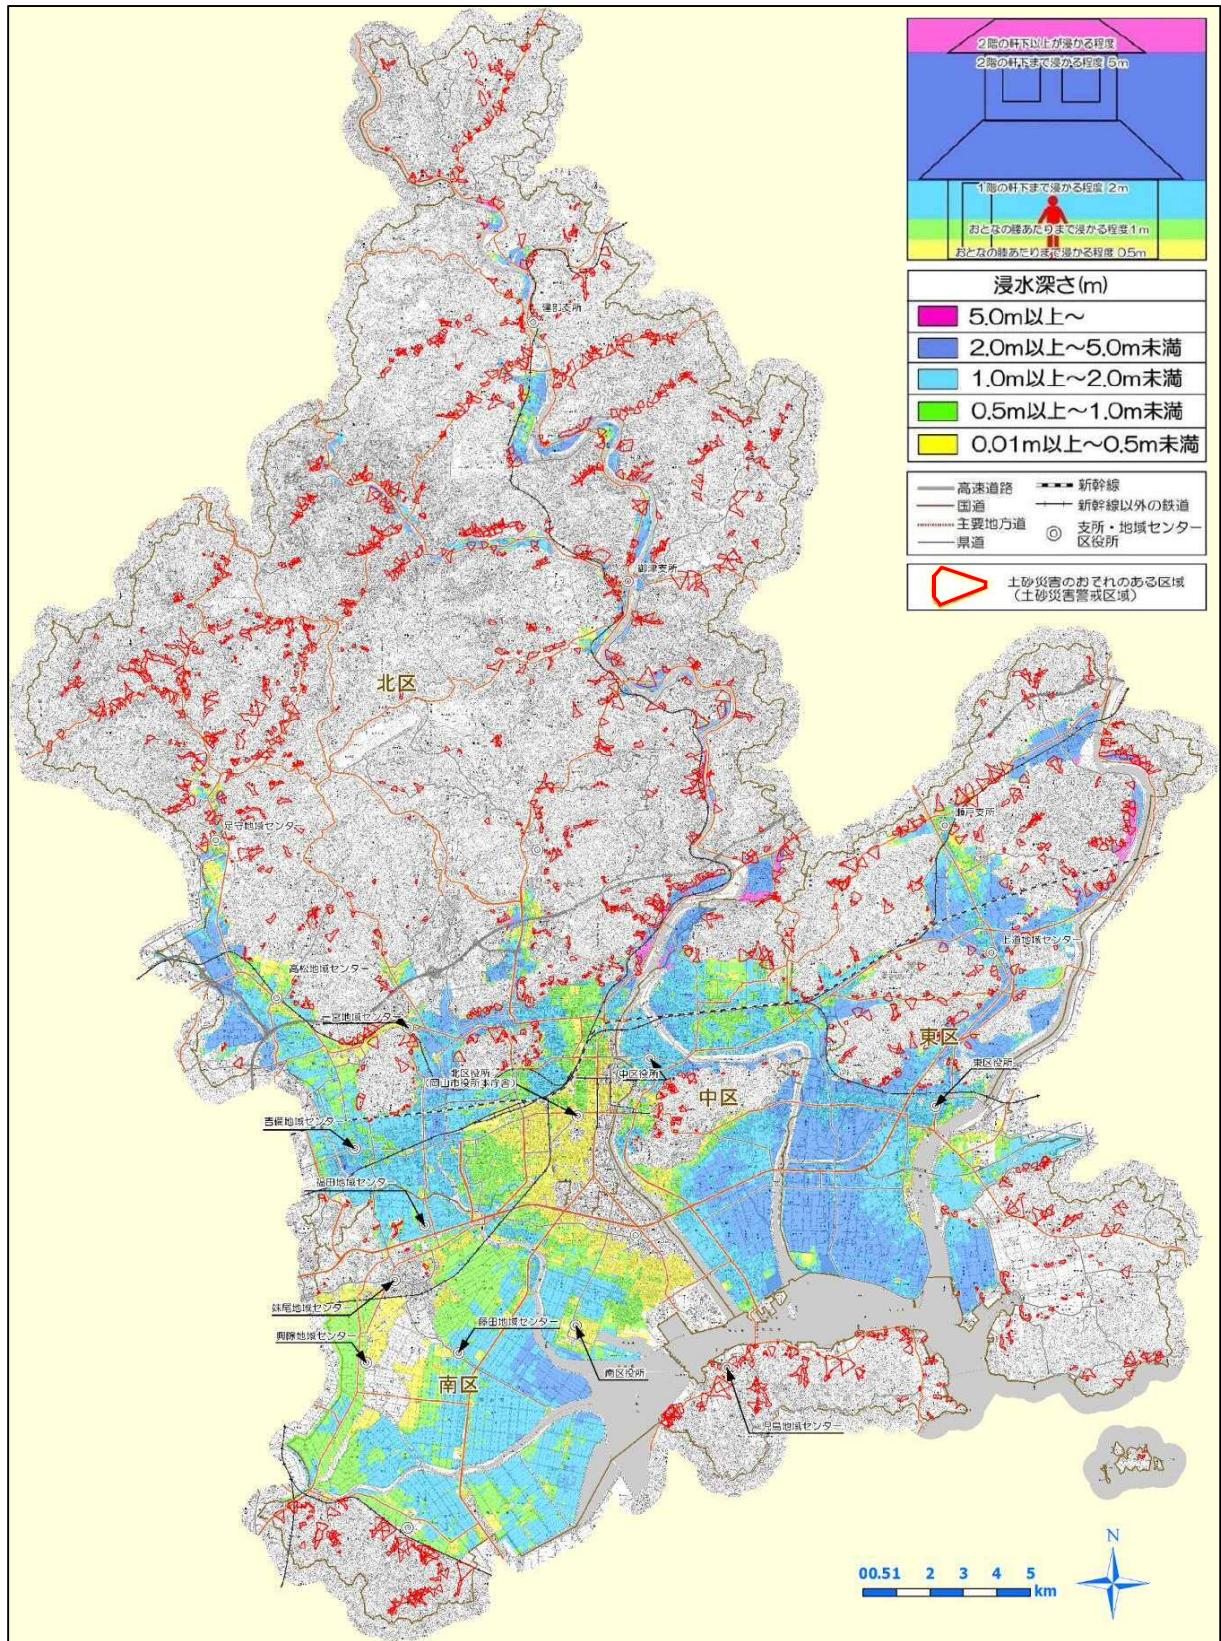 2階の軒下以上が浸かる程度
2階の軒下まで浸かる程度 5m
1階の軒下まで浸かる程度 2m
おとなの腰あたりまで浸かる程度1m
おとなの膝あたりまで浸かる程度 0.5m
浸水深さ(m)
5.0m以上～
2.0m以上～5.0m未満
1.0m以上～2.0m未満
0.5m以上～1.0m未満
0.01m以上～0.5m未満
高速道路
新幹線
国道
新幹線以外の鉄道
主要地方道
支所・地域センター
区役所
県道
土砂災害のおそれのある区域
(土砂災害警戒区域)
建部支所
御津支所
北区
瀬戸支所
足守地域センター
上道地域センター
高松地域センター
一宮地域センター
東区
東区役所
北区役所
(岡山市役所本庁舎)
中区役所
中区
吉備地域センター
福田地域センター
妹尾地域センター
興除地域センター
藤田地域センター
南区役所
南区
児島地域センター
N
00.51 2 3 4 5
km